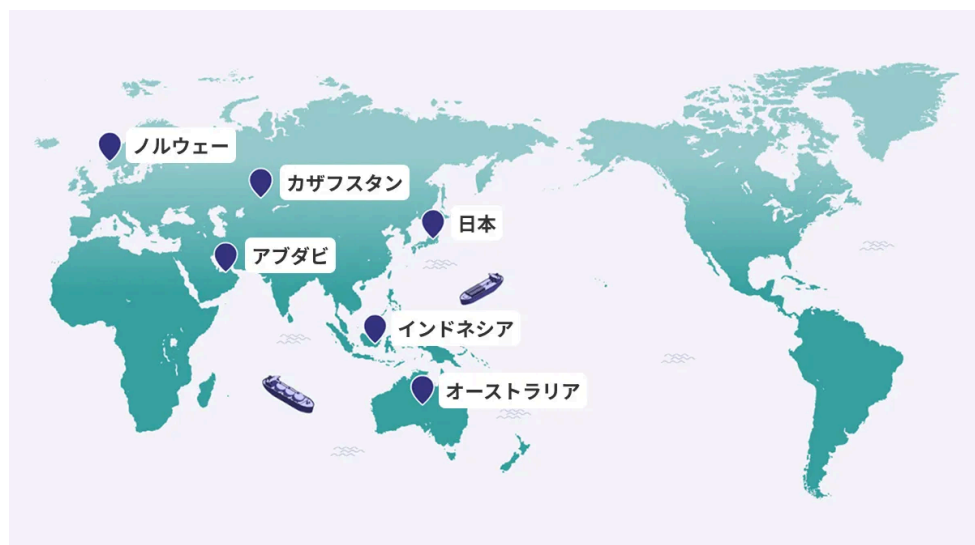 ノルウェー
カザフスタン
日本
アブダビ
インドネシア
オーストラリア